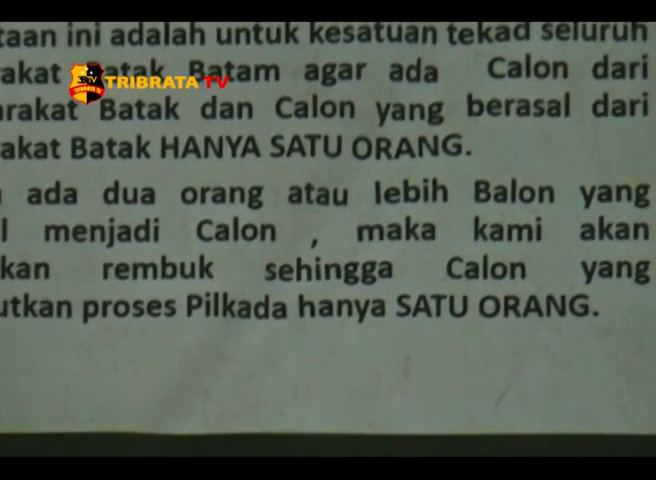 taan ini adalah untuk kesatuan tekad seluruh
TRIBRATA TV
akat Batak Batam agar ada Calon dari
arakat Batak dan Calon yang berasal dari
akat Batak HANYA SATU ORANG.
ada dua orang atau lebih Balon yang
l menjadi Calon , maka kami akan
kan rembuk sehingga Calon yang
utkan proses Pilkada hanya SATU ORANG.